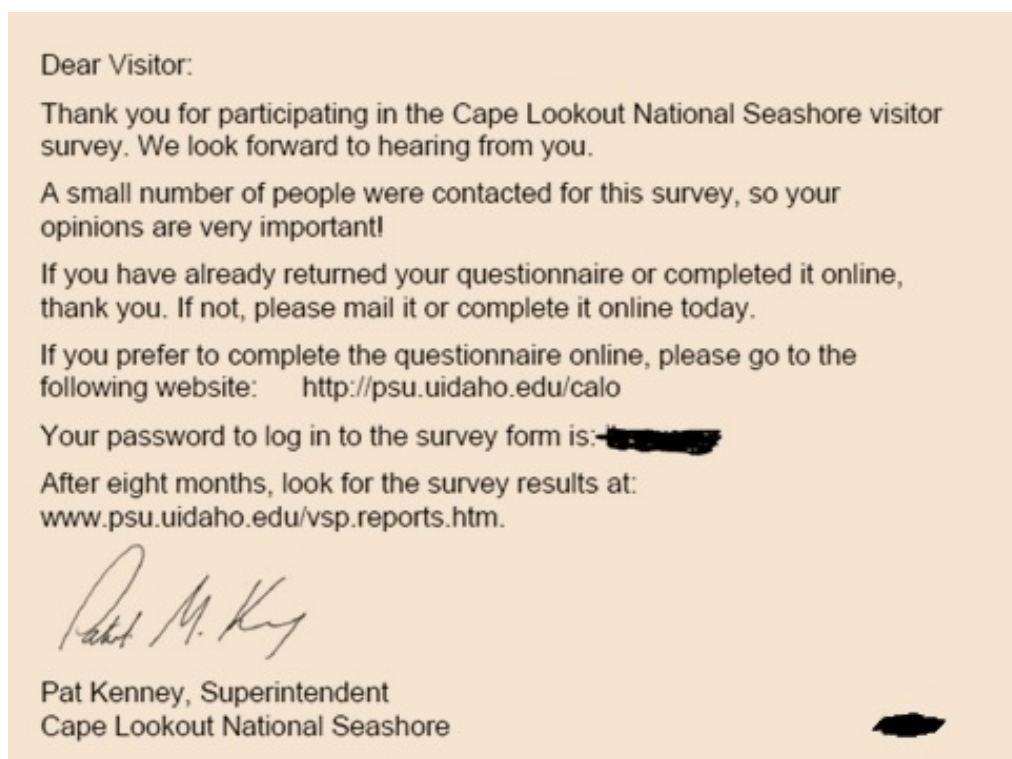 Dear Visitor:
Thank you for participating in the Cape Lookout National Seashore visitor
survey. We look forward to hearing from you.
A small number of people were contacted for this survey, so your
opinions are very important!
If you have already returned your questionnaire or completed it online,
thank you. If not, please mail it or complete it online today.
If you prefer to complete the questionnaire online, please go to the
following website: http://psu.uidaho.edu/calo
Your password to log in to the survey form is:
After eight months, look for the survey results at:
www.psu.uidaho.edu/vsp.reports.htm.
Pat Kenney, Superintendent
Cape Lookout National Seashore